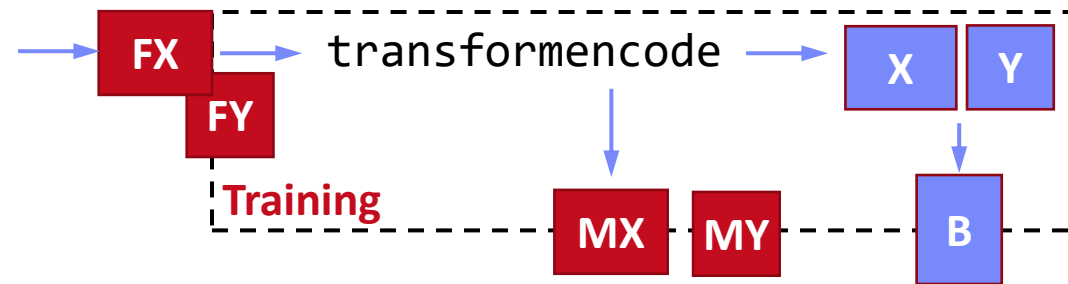 FX
transformencode
X
Y
FY
Training
MX
MY
B